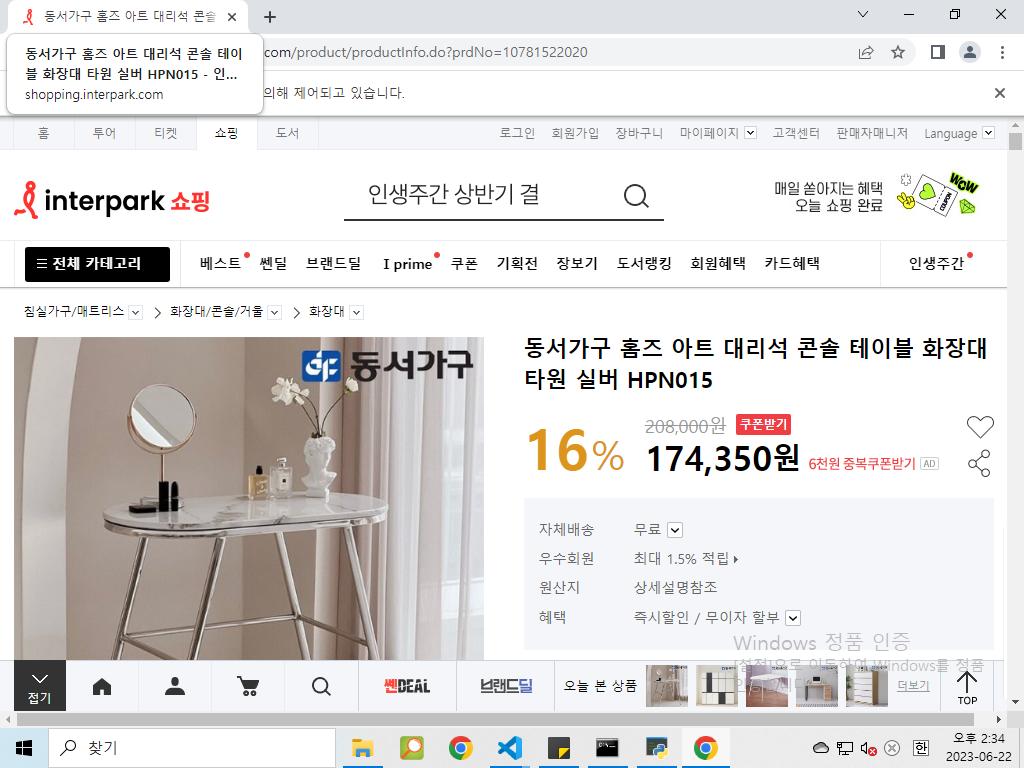 동서가구 홈즈 아트 대리석 콘솔
동서가구 홈즈 아트 대리석 콘솔 테이
블 화장대 타원 실버 HPN015 - 인...
shopping.interpark.com
com/product/productInfo.do?prdNo=10781522020
의해 제어되고 있습니다.
홈 투어 티켓 쇼핑 도서 로그인 회원가입 장바구니 마이페이지 고객센터 판매자매니저 Language
interpark 쇼핑
인생주간 상반기 결
매일 쏟아지는 혜택
오늘 쇼핑 완료
WOW
COUPON
전체 카테고리 베스트 쎈딜 브랜드딜 I prime 쿠폰 기획전 장보기 도서랭킹 회원혜택 카드혜택 인생주간
침실가구/매트리스 화장대/콘솔/거울 화장대
동서가구
동서가구 홈즈 아트 대리석 콘솔 테이블 화장대
타원 실버 HPN015
208,000원 쿠폰받기
16% 174,350원 6천원 중복쿠폰받기 AD
자체배송 무료
우수회원 최대 1.5% 적립
원산지 상세설명참조
혜택 즉시할인 / 무이자 할부
Windows 정품 인증
[설정]으로 이동하여 Windows를 정품
접기
쎈DEAL 브랜드딜 오늘 본 상품 더보기 TOP
찾기
한
오후 2:34
2023-06-22